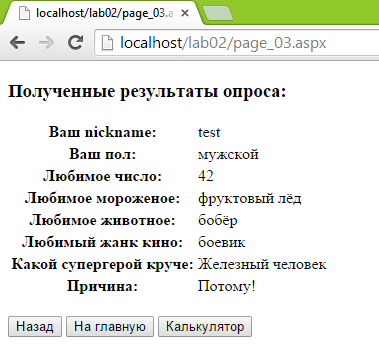 localhost/lab02/page_03.a
localhost/lab02/page_03.aspx
Полученные результаты опроса:
Ваш nickname: test
Ваш пол: мужской
Любимое число: 42
Любимое мороженое: фруктовый лёд
Любимое животное: бобёр
Любимый жанк кино: боевик
Какой супергерой круче: Железный человек
Причина: Потому!
Назад На главную Калькулятор